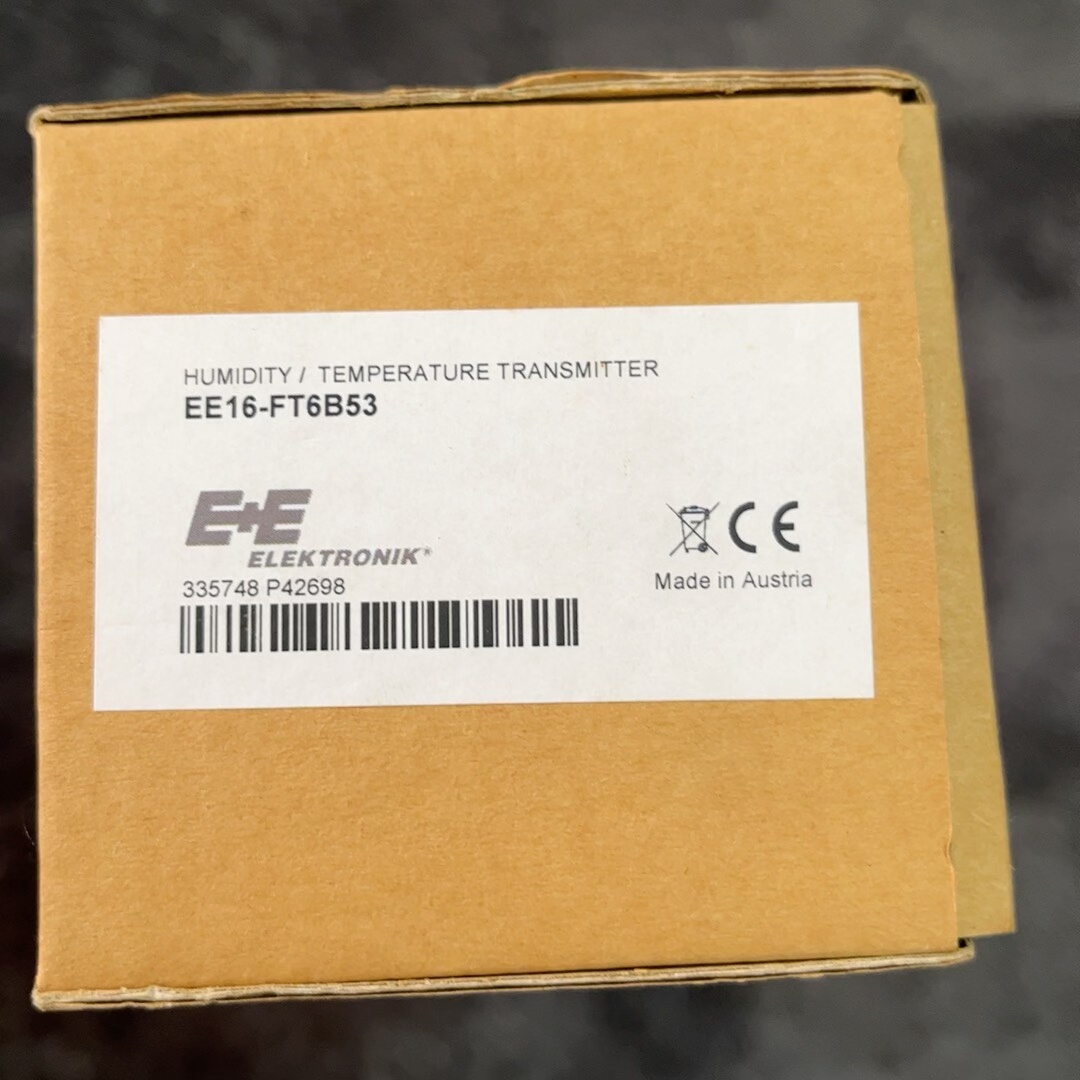 HUMIDITY / TEMPERATURE TRANSMITTER
EE16-FT6B53
E+E
ELEKTRONIK®
CE
335748 P42698
Made in Austria